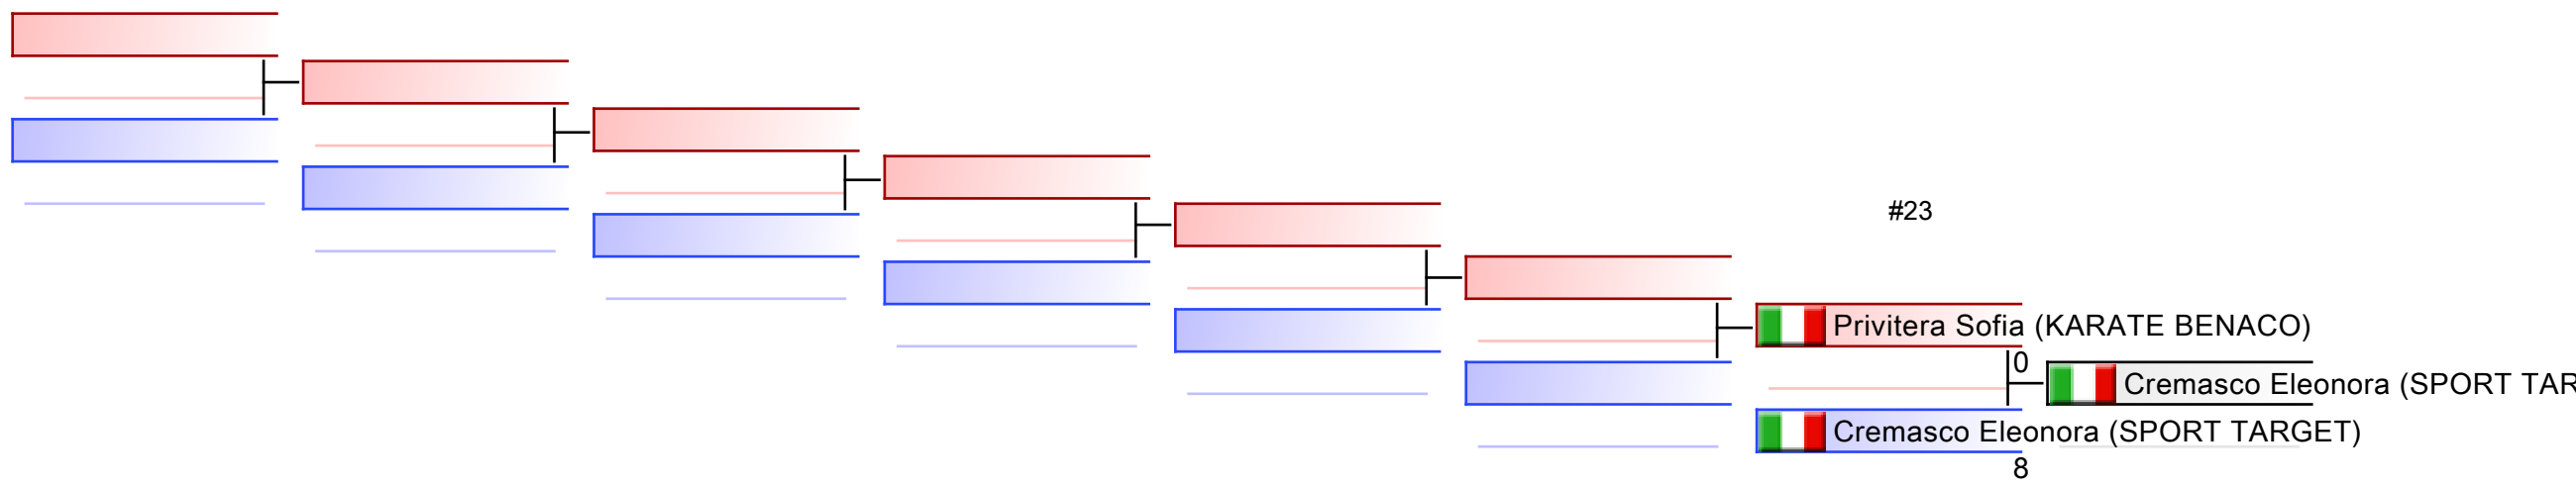 #23
Privitera Sofia (KARATE BENACO)
0
Cremasco Eleonora (SPORT TAR
Cremasco Eleonora (SPORT TARGET)
8